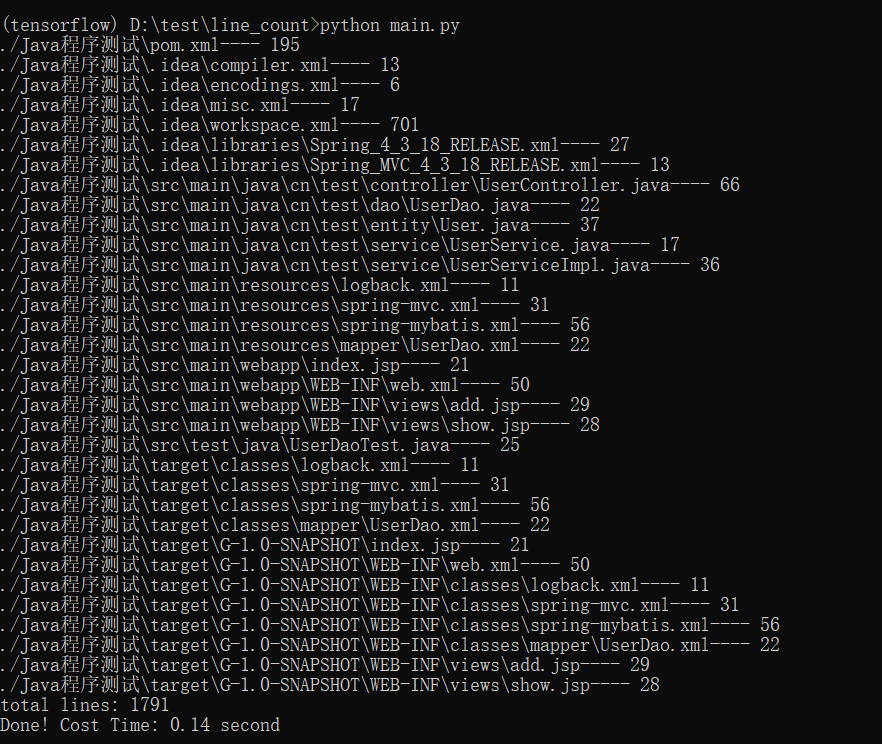 (tensorflow) D:\test\line_count>python main.py
./Java程序测试\pom.xml---- 195
./Java程序测试\.idea\compiler.xml---- 13
./Java程序测试\.idea\encodings.xml---- 6
./Java程序测试\.idea\misc.xml---- 17
./Java程序测试\.idea\workspace.xml---- 701
./Java程序测试\.idea\libraries\Spring_4_3_18_RELEASE.xml---- 27
./Java程序测试\.idea\libraries\Spring_MVC_4_3_18_RELEASE.xml---- 13
./Java程序测试\src\main\java\cn\test\controller\UserController.java---- 66
./Java程序测试\src\main\java\cn\test\dao\UserDao.java---- 22
./Java程序测试\src\main\java\cn\test\entity\User.java---- 37
./Java程序测试\src\main\java\cn\test\service\UserService.java---- 17
./Java程序测试\src\main\java\cn\test\service\UserServiceImpl.java---- 36
./Java程序测试\src\main\resources\logback.xml---- 11
./Java程序测试\src\main\resources\spring-mvc.xml---- 31
./Java程序测试\src\main\resources\spring-mybatis.xml---- 56
./Java程序测试\src\main\resources\mapper\UserDao.xml---- 22
./Java程序测试\src\main\webapp\index.jsp---- 21
./Java程序测试\src\main\webapp\WEB-INF\web.xml---- 50
./Java程序测试\src\main\webapp\WEB-INF\views\add.jsp---- 29
./Java程序测试\src\main\webapp\WEB-INF\views\show.jsp---- 28
./Java程序测试\src\test\java\UserDaoTest.java---- 25
./Java程序测试\target\classes\logback.xml---- 11
./Java程序测试\target\classes\spring-mvc.xml---- 31
./Java程序测试\target\classes\spring-mybatis.xml---- 56
./Java程序测试\target\classes\mapper\UserDao.xml---- 22
./Java程序测试\target\G-1.0-SNAPSHOT\index.jsp---- 21
./Java程序测试\target\G-1.0-SNAPSHOT\WEB-INF\web.xml---- 50
./Java程序测试\target\G-1.0-SNAPSHOT\WEB-INF\classes\logback.xml---- 11
./Java程序测试\target\G-1.0-SNAPSHOT\WEB-INF\classes\spring-mvc.xml---- 31
./Java程序测试\target\G-1.0-SNAPSHOT\WEB-INF\classes\spring-mybatis.xml---- 56
./Java程序测试\target\G-1.0-SNAPSHOT\WEB-INF\classes\mapper\UserDao.xml---- 22
./Java程序测试\target\G-1.0-SNAPSHOT\WEB-INF\views\add.jsp---- 29
./Java程序测试\target\G-1.0-SNAPSHOT\WEB-INF\views\show.jsp---- 28
total lines: 1791
Done! Cost Time: 0.14 second